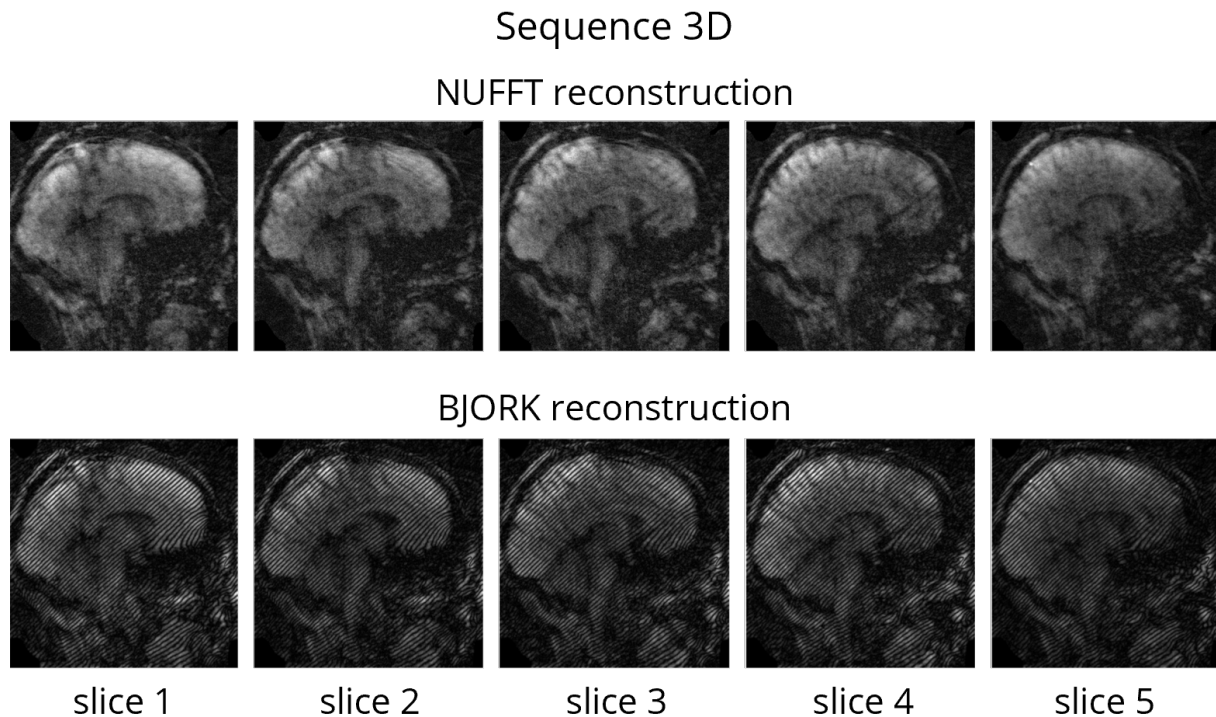 Sequence 3D
NUFFT reconstruction
BJORK reconstruction
slice 1 slice 2 slice 3 slice 4 slice 5